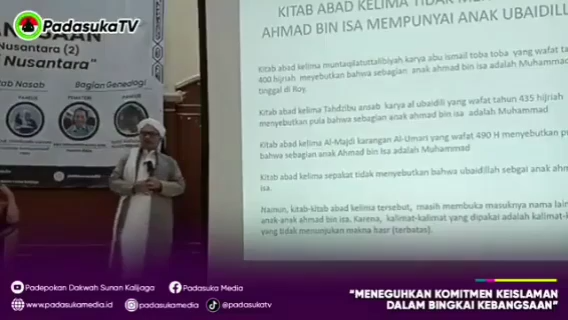 PadasukaTV
Nusantara (2)
Nusantara"
Kitab Nasab
Bagian Geneologi
KITAB ABAD KELIMA TIDAK
AHMAD BIN ISA MEMPUNYAI ANAK UBAIDILL
Kitab abad kelima muntaqilatuttalibiyah karya abu ismail toba toba yang wafat
400 hijriah meyebutkan bahwa sebagian anak ahmad bin isa adalah Muhammad
tinggal di Roy.
Kitab abad kelima Tahdzibu ansab karya al ubaidili yang wafat tahun 435 hijriah
menyebutkan pula bahwa sebagian anak ahmad bin isa adalah Muhammad
Kitab abad kelima Al-Majdi karangan Al-Umari yang wafat 490 H menyebutkan pu
bahwa sebagian anak Ahmad bin Isa adalah Muhammad
Kitab abad kelima sepakat tidak menyebutkan bahwa ubaidillah sebgai anak ahm
isa.
Namun, kitab-kitab abad kelima tersebut, masih membuka masuknya nama lain
anak-anak ahmad bin isa. Karena, kalimat-kalimat yang dipakai adalah kalimat-k
yang tidak menunjukan makna hasr (terbatas).
Padepokan Dakwah Sunan Kalijaga
Padasuka Media
www.padasukamedia.id
padasukamedia
padasukatv
"MENEGUHKAN KOMITMEN KEISLAMAN
DALAM BINGKAI KEBANGSAAN"